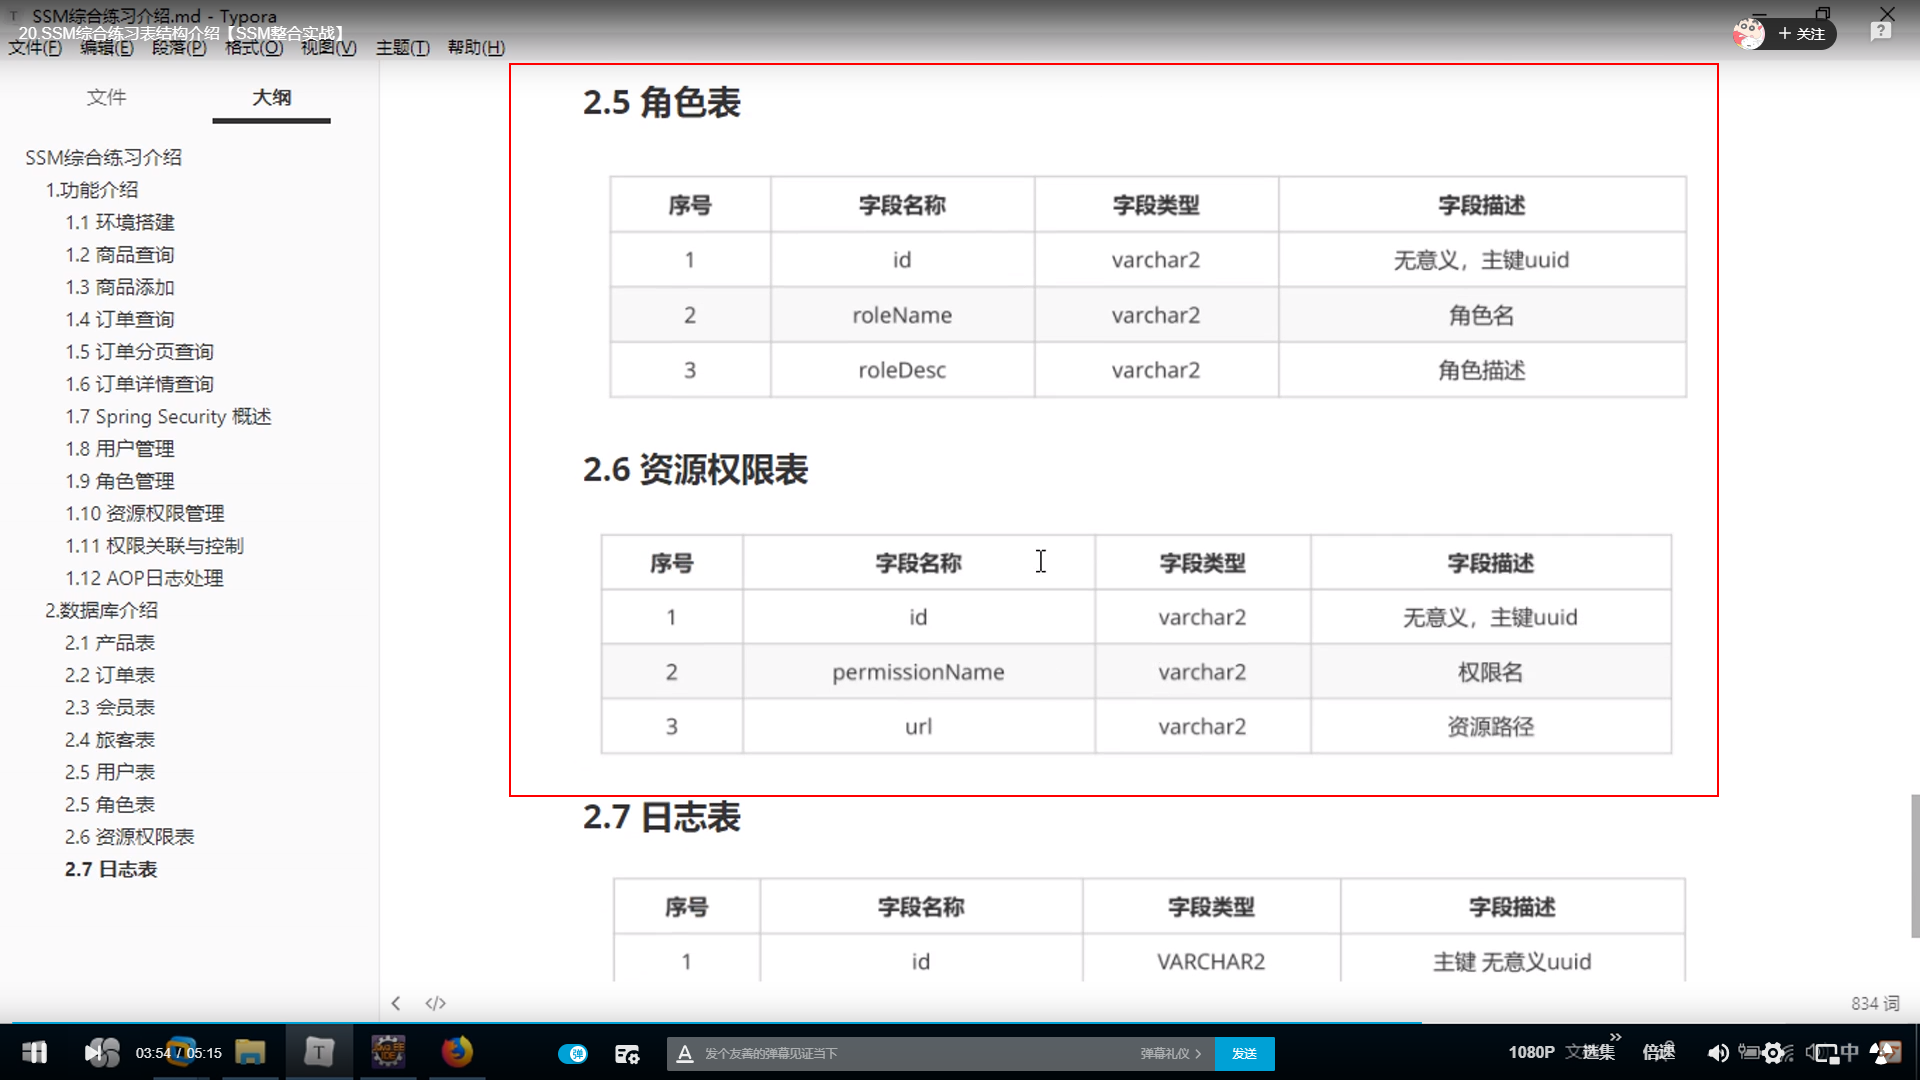 SSM综合练习介绍.md - Typora
20 SSM综合练习表结构介绍【SSM整合实战】
+ 关注
文件(F) 编辑(E) 段落(P) 格式(O) 视图(V) 主题(T) 帮助(H)
文件 大纲
SSM综合练习介绍
1.功能介绍
1.1 环境搭建
1.2 商品查询
1.3 商品添加
1.4 订单查询
1.5 订单分页查询
1.6 订单详情查询
1.7 Spring Security 概述
1.8 用户管理
1.9 角色管理
1.10 资源权限管理
1.11 权限关联与控制
1.12 AOP日志处理
2.数据库介绍
2.1 产品表
2.2 订单表
2.3 会员表
2.4 旅客表
2.5 用户表
2.5 角色表
2.6 资源权限表
2.7 日志表
2.5 角色表
序号 字段名称 字段类型 字段描述
1 id varchar2 无意义，主键uuid
2 roleName varchar2 角色名
3 roleDesc varchar2 角色描述
2.6 资源权限表
序号 字段名称 字段类型 字段描述
1 id varchar2 无意义，主键uuid
2 permissionName varchar2 权限名
3 url varchar2 资源路径
2.7 日志表
序号 字段名称 字段类型 字段描述
1 id VARCHAR2 主键 无意义uuid
834 词
03:54 / 05:15
弹
A 发个友善的弹幕见证当下 弹幕礼仪 > 发送
1080P 选集 倍速 中